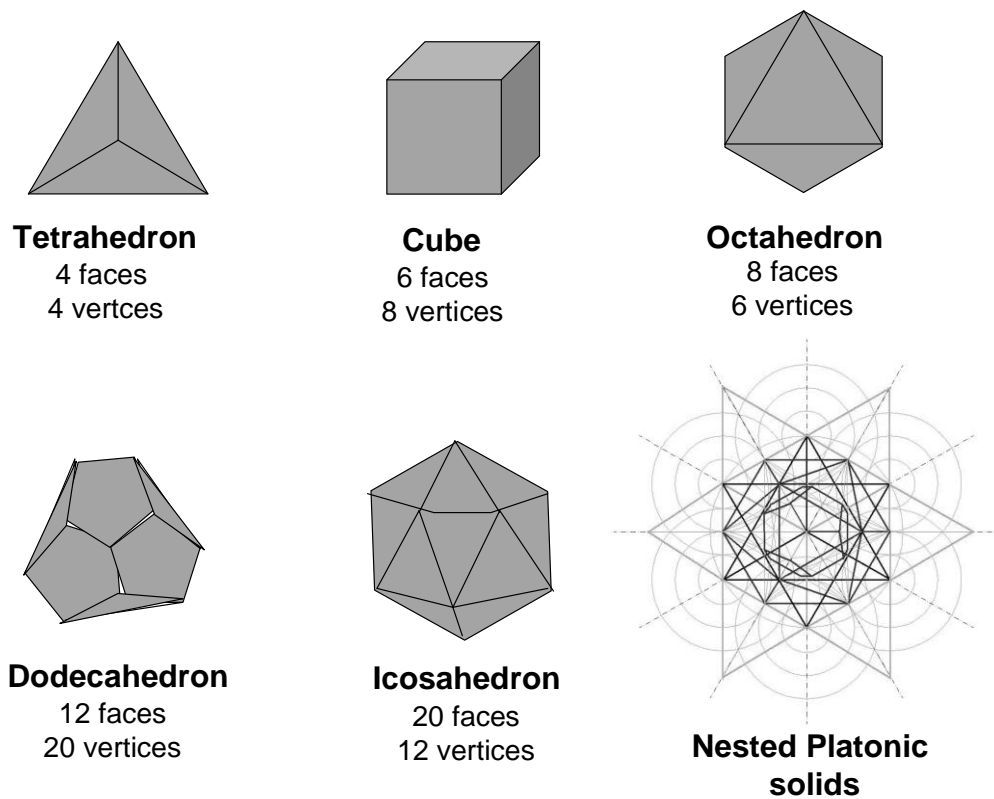 Tetrahedron
4 faces
4 vertces
Cube
6 faces
8 vertices
Octahedron
8 faces
6 vertices
Dodecahedron
12 faces
20 vertices
Icosahedron
20 faces
12 vertices
Nested Platonic
solids